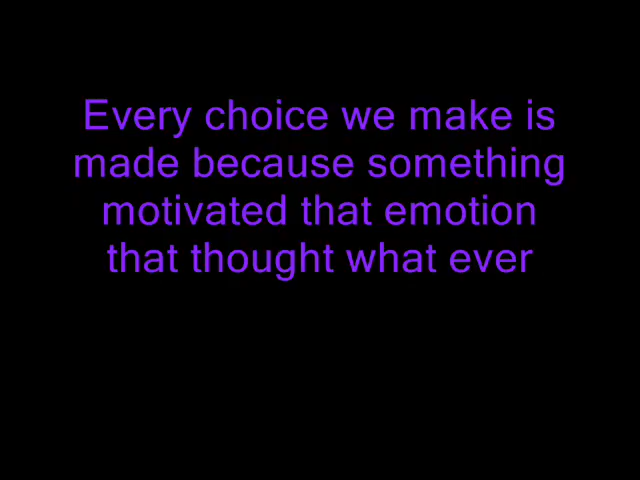 Every choice we make is
made because something
motivated that emotion
that thought what ever